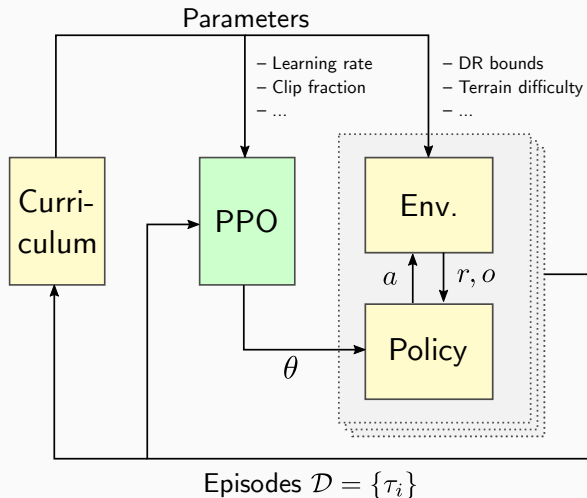 Parameters
– Learning rate
– Clip fraction
– ...
– DR bounds
– Terrain difficulty
– ...
Curri-
culum
PPO
Env.
a
r, o
Policy
θ
Episodes 𝒟 = {τᵢ}